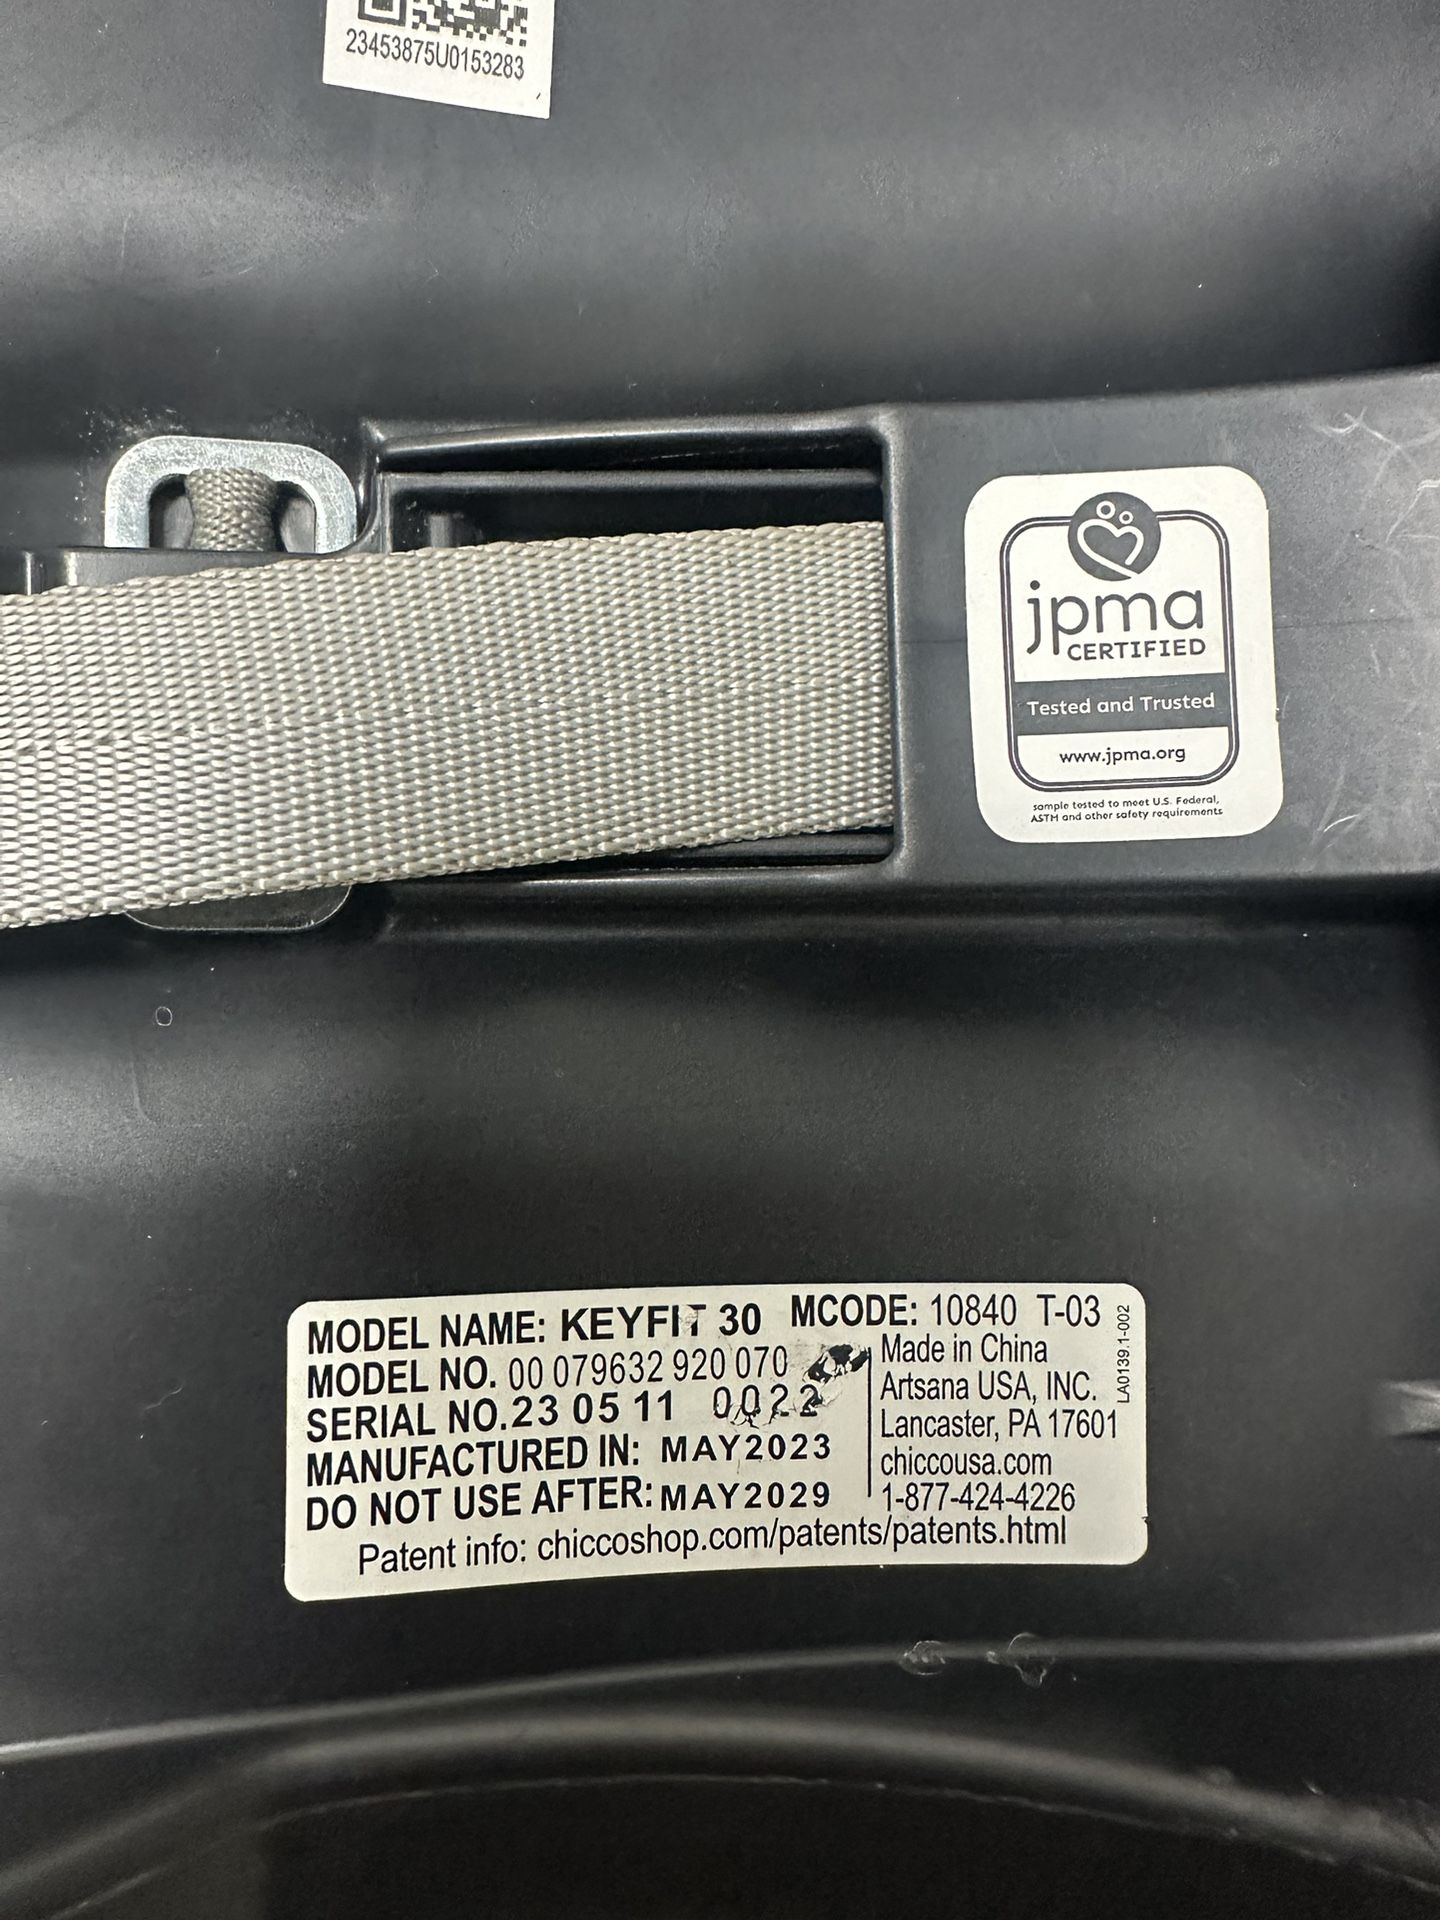 23453875U0153283
jpma
CERTIFIED
Tested and Trusted
www.jpma.org
sample tested to meet U.S. Federal,
ASTM and other safety requirements
MODEL NAME: KEYFIT 30 MCODE: 10840 T-03
MODEL NO. 00 079632 920 070
SERIAL NO.23 05 11 0022
MANUFACTURED IN: MAY2023
DO NOT USE AFTER:MAY2029
Made in China
Artsana USA, INC.
Lancaster, PA 17601
chiccousa.com
1-877-424-4226
Patent info: chiccoshop.com/patents/patents.html
LA0139.1-002